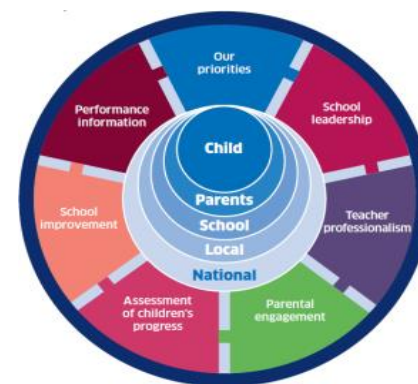 Our
priorities
School
leadership
Teacher
professionalism
Parental
engagement
Assessment
of children's
progress
School
improvement
Performance
information
Child
Parents
School
Local
National